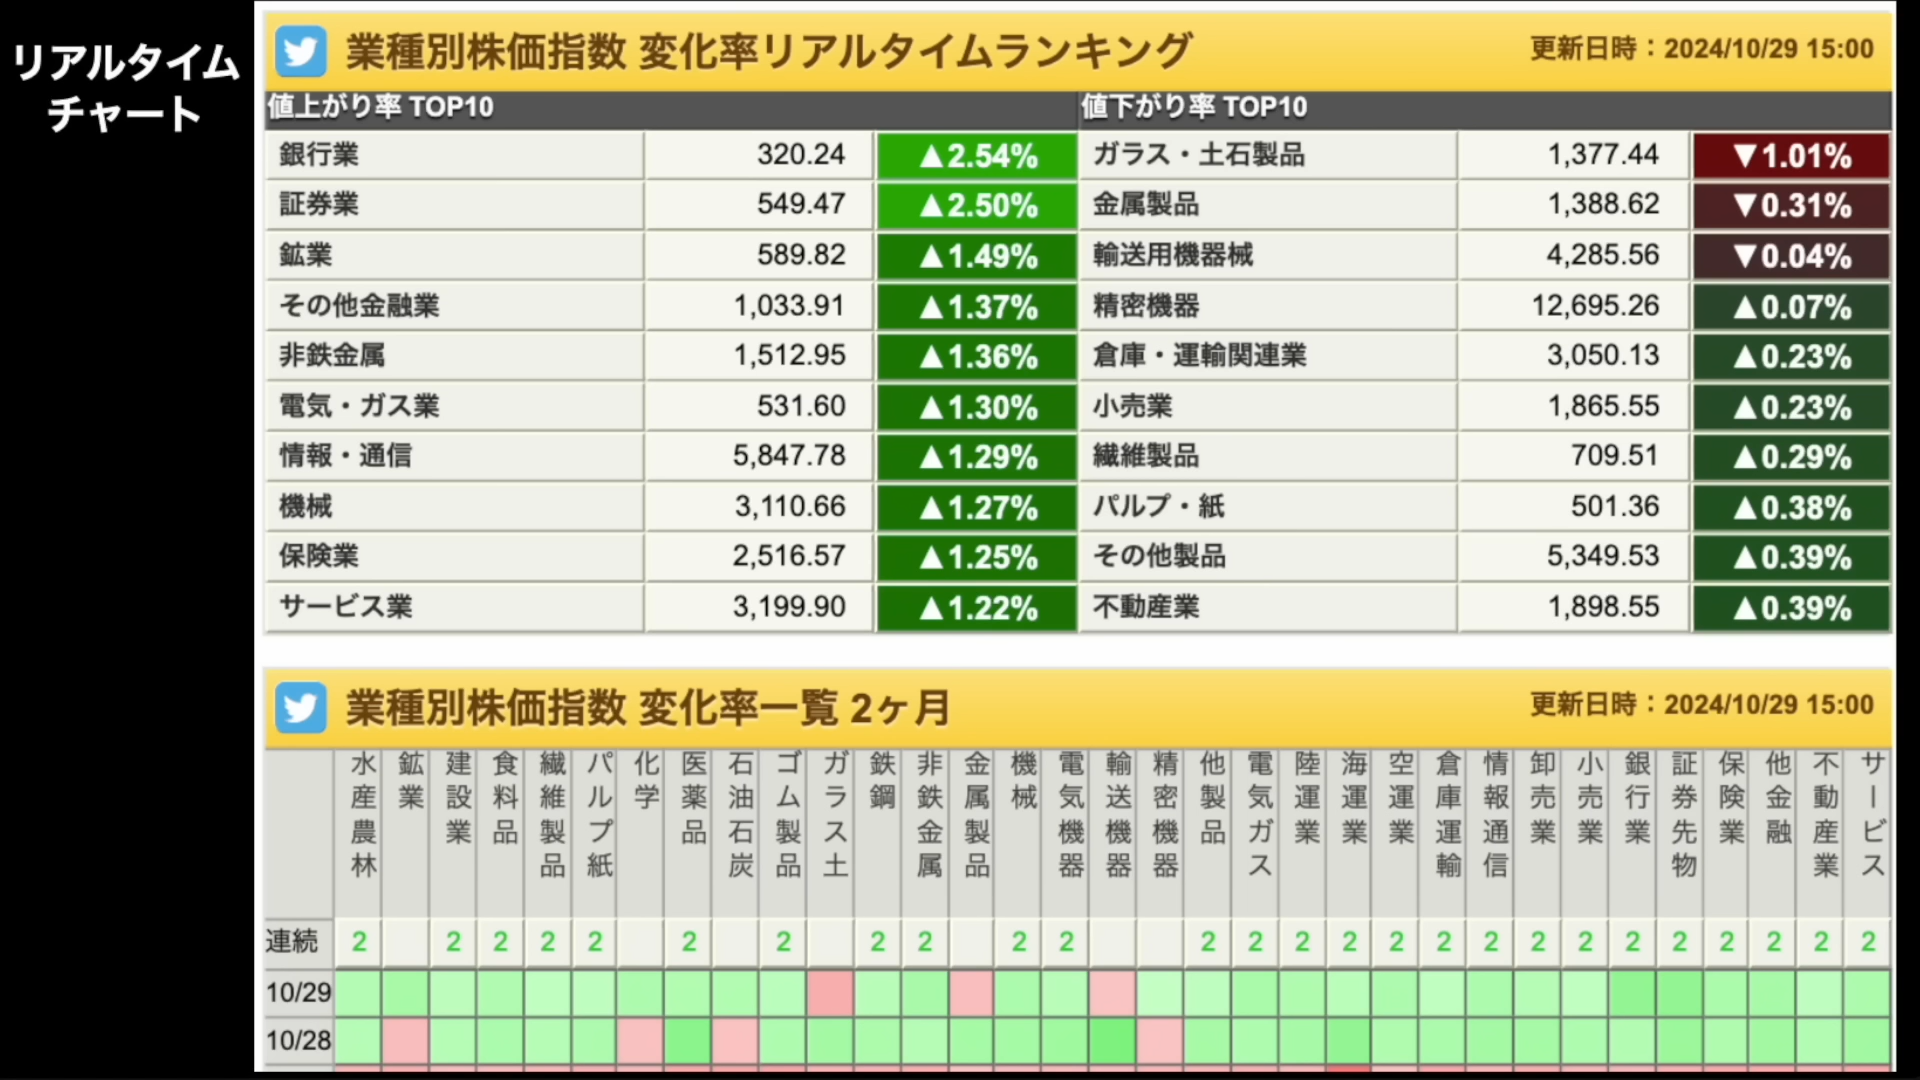 リアルタイム
チャート
業種別株価指数 変化率リアルタイムランキング
更新日時：2024/10/29 15:00
値上がり率 TOP10
値下がり率 TOP10
銀行業 320.24 ▲2.54% ガラス・土石製品 1,377.44 ▼1.01%
証券業 549.47 ▲2.50% 金属製品 1,388.62 ▼0.31%
鉱業 589.82 ▲1.49% 輸送用機器械 4,285.56 ▼0.04%
その他金融業 1,033.91 ▲1.37% 精密機器 12,695.26 ▲0.07%
非鉄金属 1,512.95 ▲1.36% 倉庫・運輸関連業 3,050.13 ▲0.23%
電気・ガス業 531.60 ▲1.30% 小売業 1,865.55 ▲0.23%
情報・通信 5,847.78 ▲1.29% 繊維製品 709.51 ▲0.29%
機械 3,110.66 ▲1.27% パルプ・紙 501.36 ▲0.38%
保険業 2,516.57 ▲1.25% その他製品 5,349.53 ▲0.39%
サービス業 3,199.90 ▲1.22% 不動産業 1,898.55 ▲0.39%
業種別株価指数 変化率一覧 2ヶ月
更新日時：2024/10/29 15:00
水産農林 鉱業 建設業 食料品 繊維製品 パルプ紙 化学 医薬品 石油石炭 ゴム製品 ガラス土 鉄鋼 非鉄金属 金属製品 機械 電気機器 輸送機器 精密機器 他製品 電気ガス 陸運業 海運業 空運業 倉庫運輸 情報通信 卸売業 小売業 銀行業 証券先物 保険業 他金融 不動産業 サービス
連続 2 2 2 2 2 2 2 2 2 2 2 2 2 2 2 2 2 2 2 2 2 2 2 2 2 2
10/29
10/28